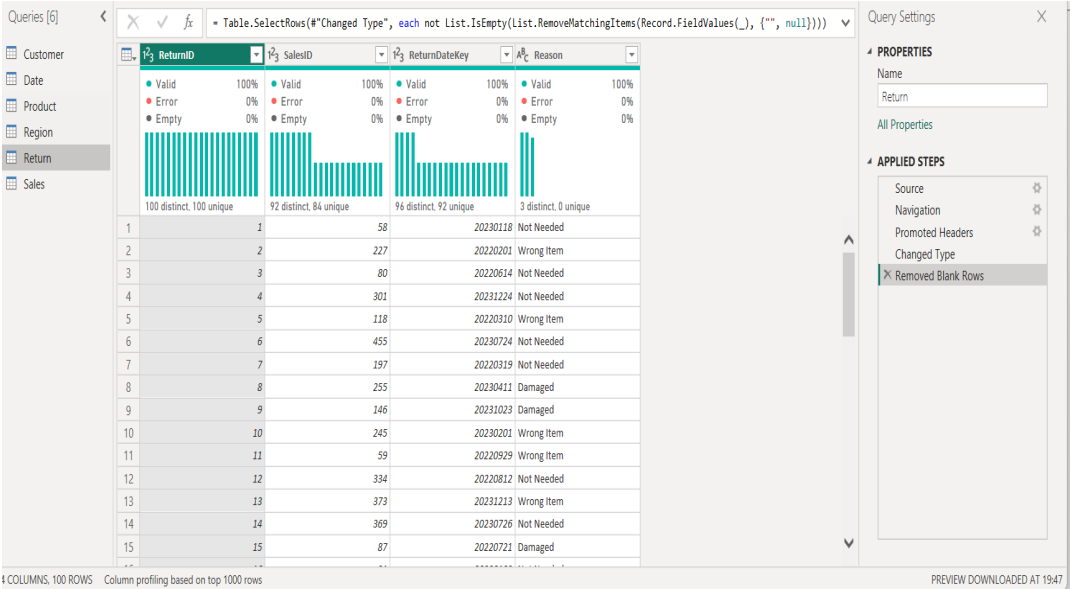 Queries [6]
Customer
Date
Product
Region
Return
Sales
fx
= Table.SelectRows(#"Changed Type", each not List.IsEmpty(List.RemoveMatchingItems(Record.FieldValues(_), {"", null})))
1²3 ReturnID 1²3 SalesID 1²3 ReturnDateKey ABC Reason
Valid 100% Valid 100% Valid 100% Valid 100%
Error 0% Error 0% Error 0% Error 0%
Empty 0% Empty 0% Empty 0% Empty 0%
100 distinct, 100 unique 92 distinct, 84 unique 96 distinct, 92 unique 3 distinct, 0 unique
1 1 58 20230118 Not Needed
2 2 227 20220201 Wrong Item
3 3 80 20220614 Not Needed
4 4 301 20231224 Not Needed
5 5 118 20220310 Wrong Item
6 6 455 20230724 Not Needed
7 7 197 20220319 Not Needed
8 8 255 20230411 Damaged
9 9 146 20231023 Damaged
10 10 245 20230201 Wrong Item
11 11 59 20220929 Wrong Item
12 12 334 20220812 Not Needed
13 13 373 20231213 Wrong Item
14 14 369 20230726 Not Needed
15 15 87 20220721 Damaged
Query Settings
PROPERTIES
Name
Return
All Properties
APPLIED STEPS
Source
Navigation
Promoted Headers
Changed Type
Removed Blank Rows
4 COLUMNS, 100 ROWS Column profiling based on top 1000 rows
PREVIEW DOWNLOADED AT 19:47